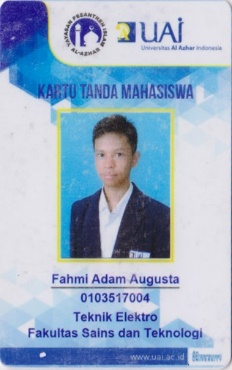 YAYASAN PESANTREN ISLAM
AL-AZHAR
UAI
Universitas Al Azhar Indonesia
KARTU TANDA MAHASISWA
Fahmi Adam Augusta
0103517004
Teknik Elektro
Fakultas Sains dan Teknologi
www.uai.ac.id